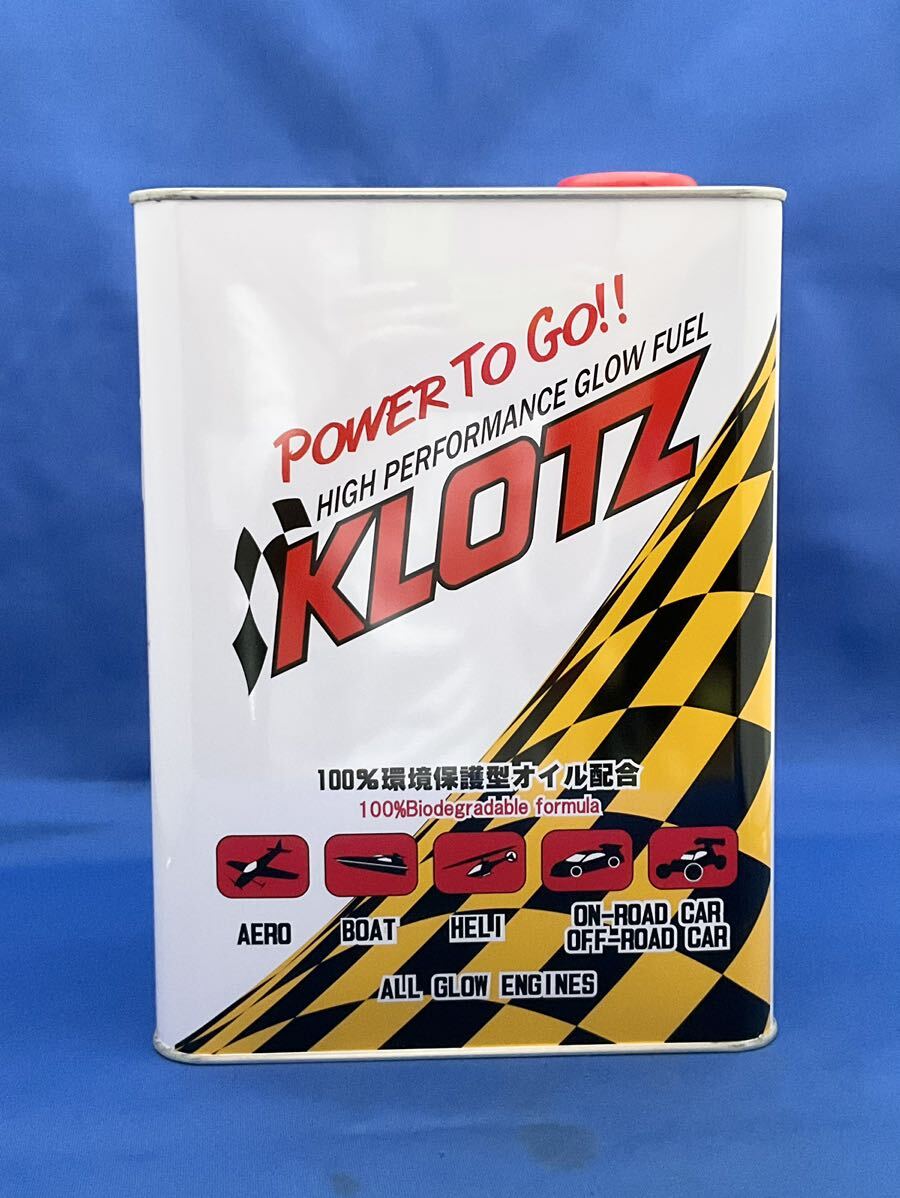 POWER TO GO!!
HIGH PERFORMANCE GLOW FUEL
KLOTZ
100%環境保護型オイル配合
100%Biodegradable formula
AERO BOAT HELI ON-ROAD CAR
OFF-ROAD CAR
ALL GLOW ENGINES